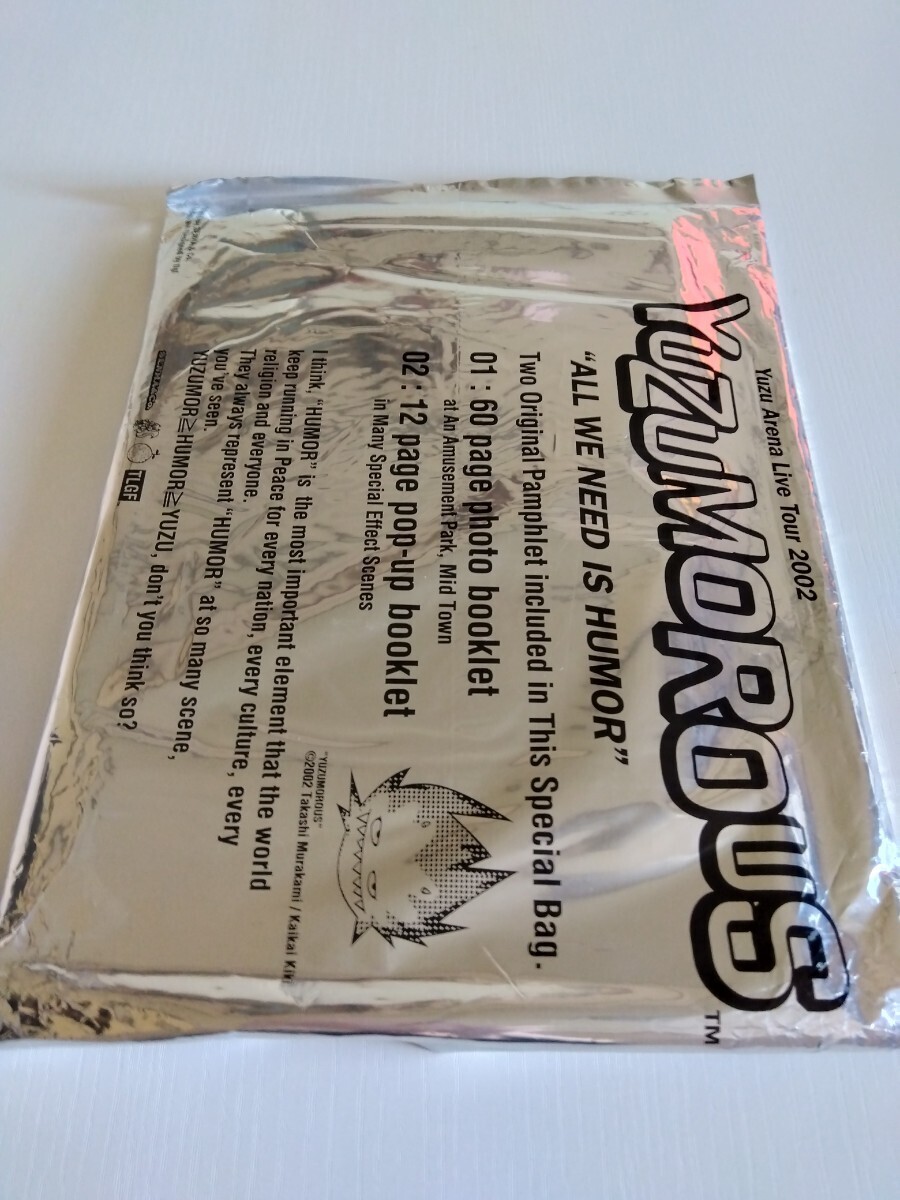 Yuzu Arena Live Tour 2002
YUZUMOROUS™
“ALL WE NEED IS HUMOR”
Two Original Pamphlet included in This Special Bag.
01 : 60 page photo booklet
at An Amusement Park, Mid Town
02 : 12 page pop-up booklet
in Many Special Effect Scenes
I think, “HUMOR” is the most important element that the world
keep running in Peace for every nation, every culture, every
religion and everyone.
They always represent “HUMOR” at so many scene,
you've seen.
YUZUMOR≧HUMOR≧YUZU, don't you think so?
“YUZUMOROUS”
©2002 Takashi Murakami / Kaikai Kiki
SENHA&CO.
TLGF